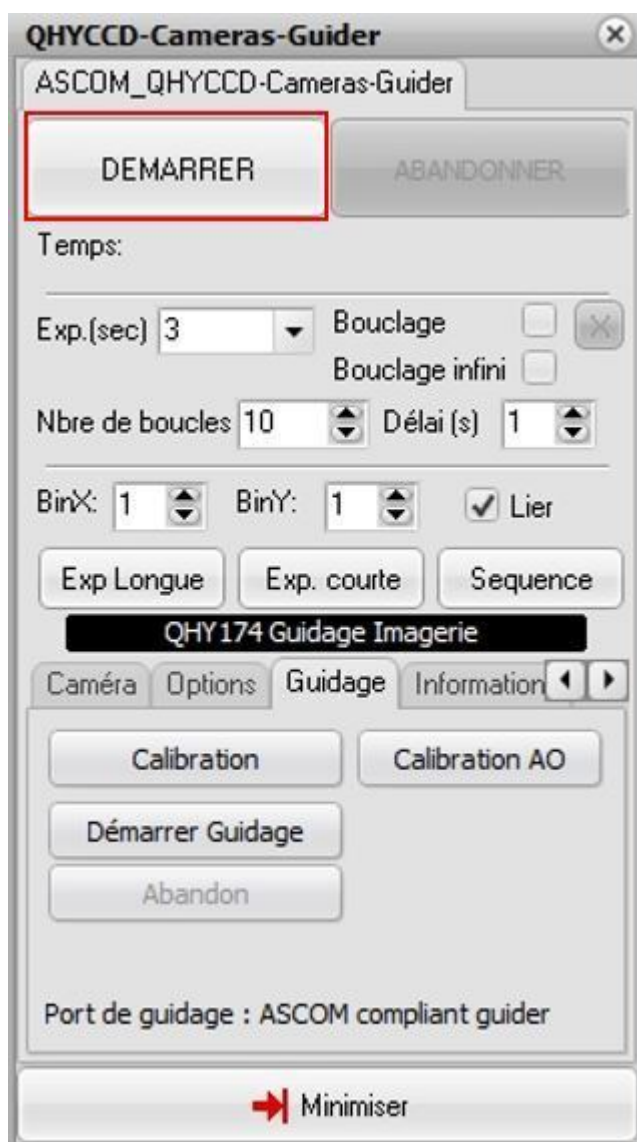 QHYCCD-Cameras-Guider
ASCOM_QHYCCD-Cameras-Guider
DEMARRER ABANDONNER
Temps:
Exp.(sec) 3 Bouclage
Bouclage infini
Nbre de boucles 10 Délai (s) 1
BinX: 1 BinY: 1 Lier
Exp Longue Exp. courte Sequence
QHY174 Guidage Imagerie
Caméra Options Guidage Information
Calibration Calibration AO
Démarrer Guidage
Abandon
Port de guidage : ASCOM compliant guider
Minimiser